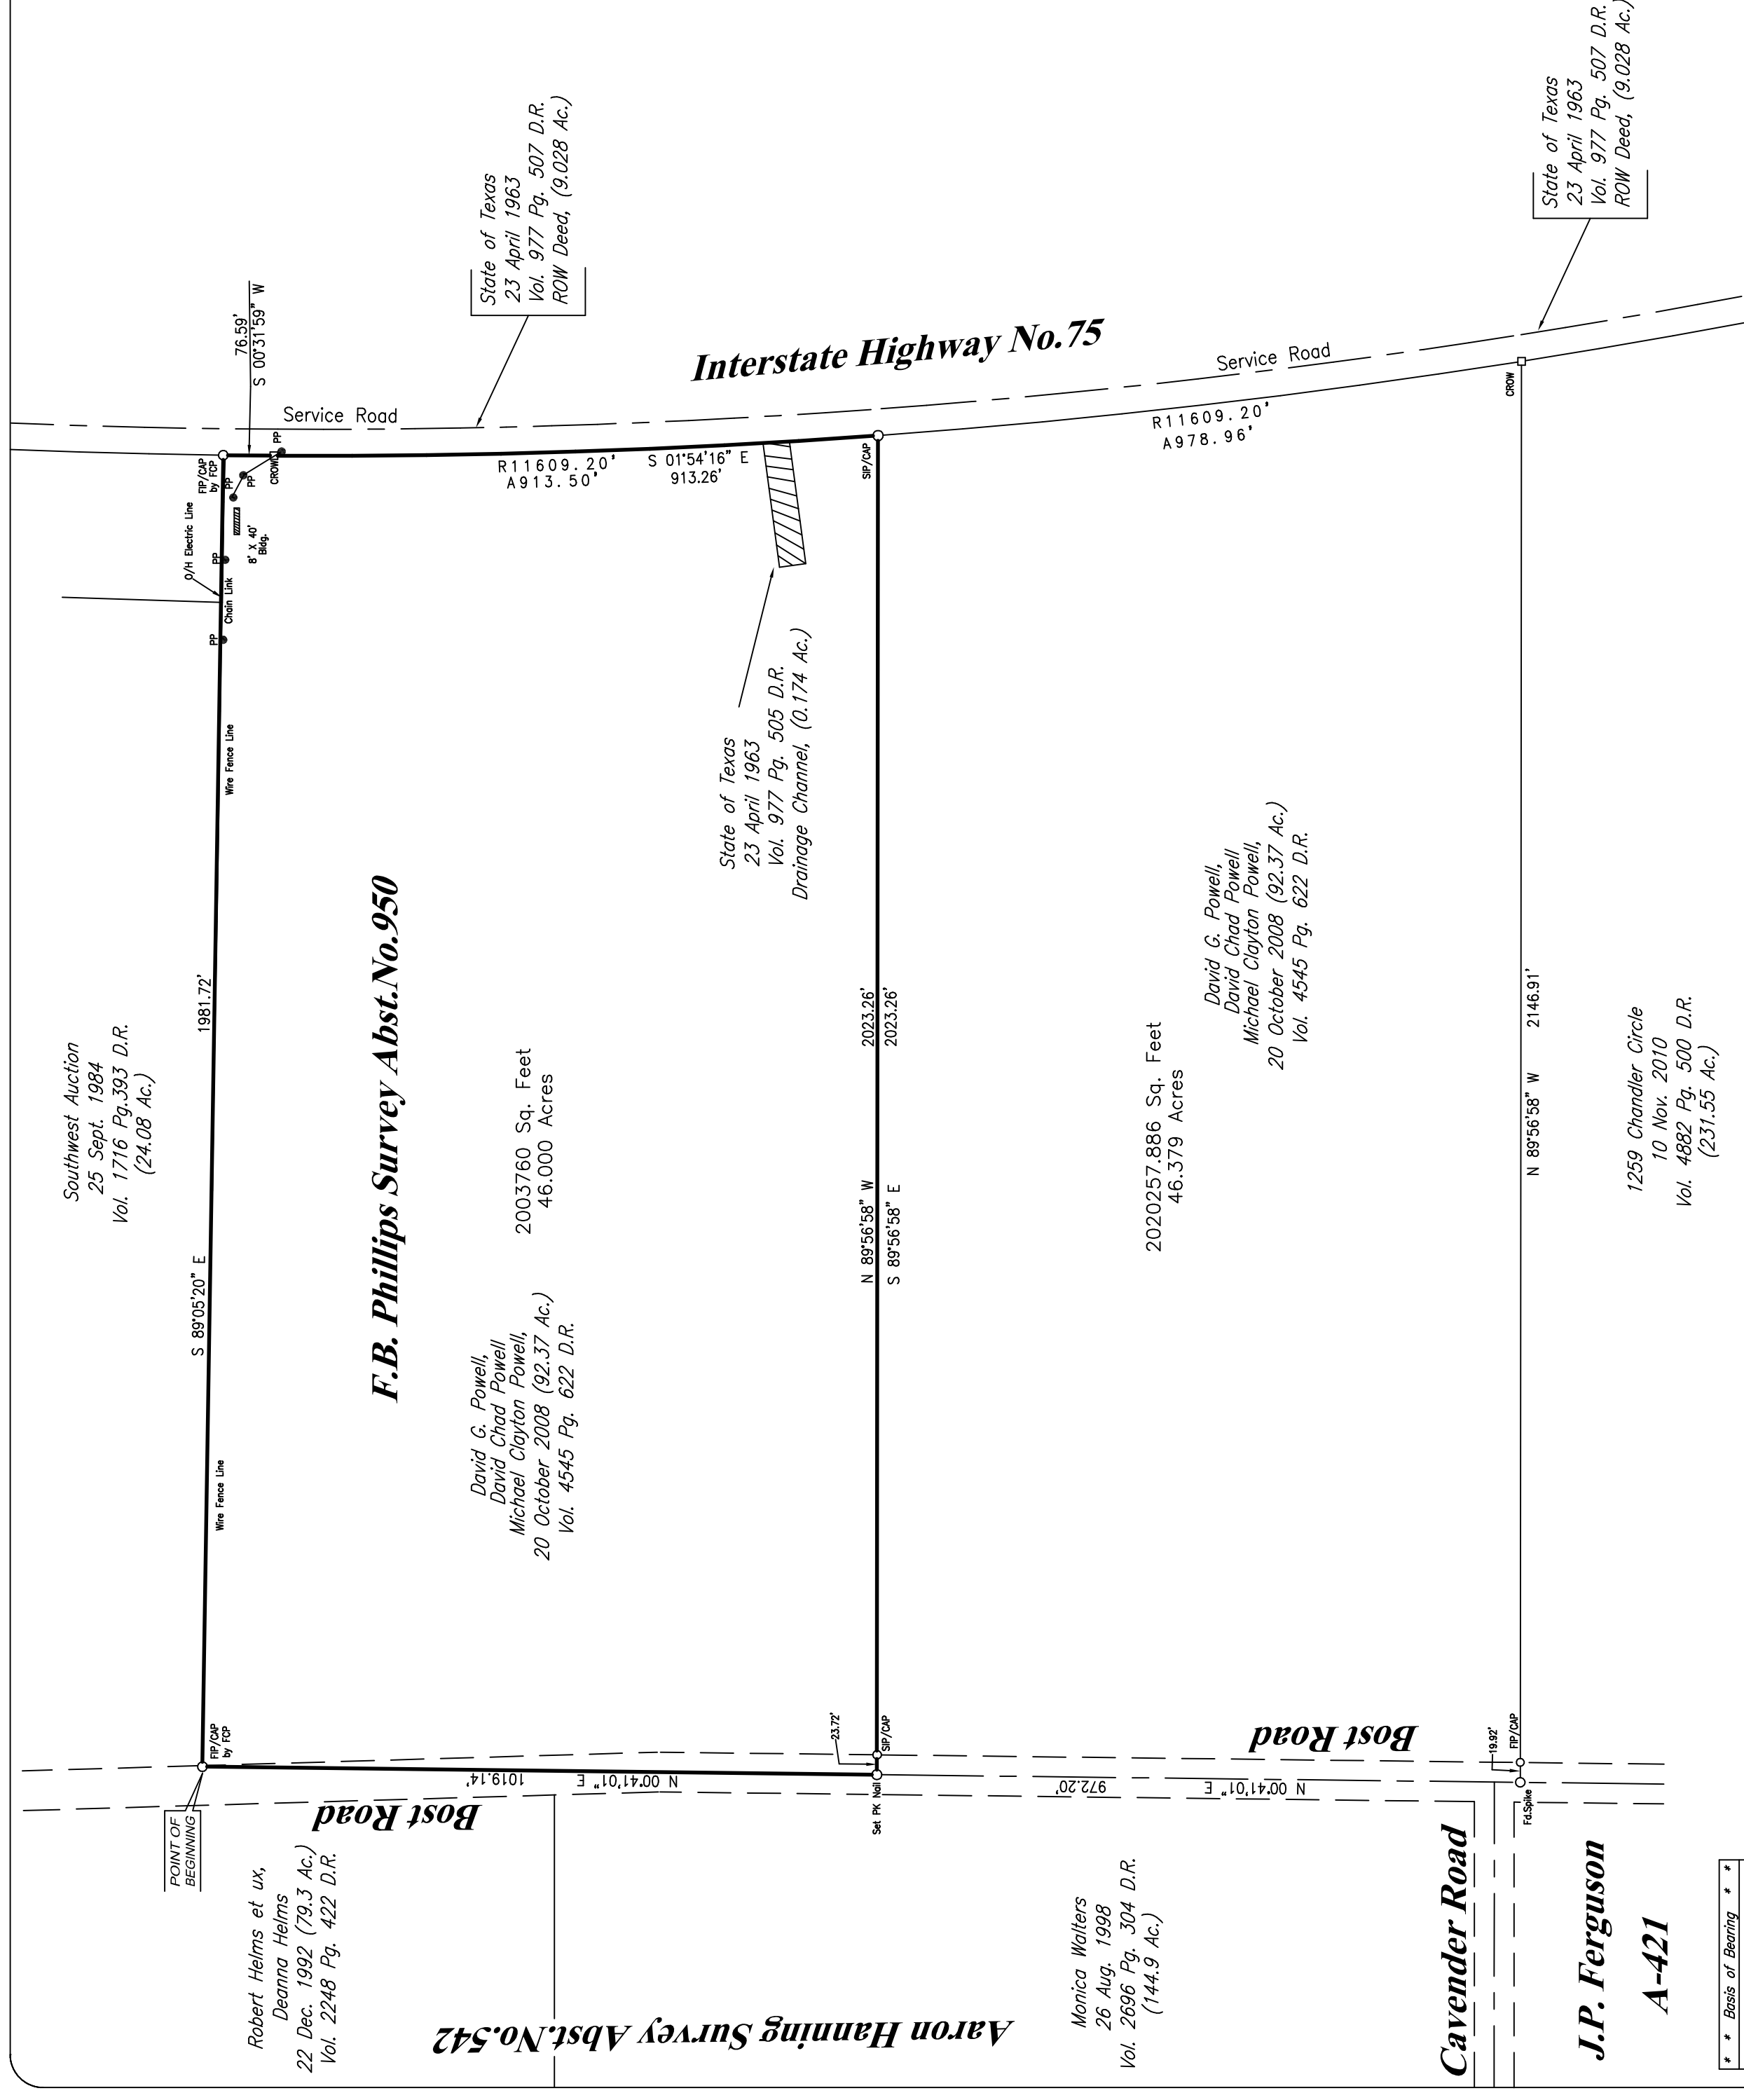 Southwest Auction
25 Sept. 1984
Vol. 1716 Pg.393 D.R.
(24.08 Ac.)
S 89°05'20" E
1981.72'
Wire Fence Line
Wire Fence Line
Chain Link
O/H Electric Line
PP
PP
8' X 40'
Bldg.
PP
PP
PP
CROW
FIP/CAP
by FCP
76.59'
S 00°31'59" W
Service Road
State of Texas
23 April 1963
Vol. 977 Pg. 507 D.R.
ROW Deed, (9.028 Ac.)
R11609.20'
A913.50'
S 01°54'16" E
913.26'
Interstate Highway No.75
Service Road
R11609.20'
A978.96'
State of Texas
23 April 1963
Vol. 977 Pg. 507 D.R.
ROW Deed, (9.028 Ac.)
CROW
SIP/CAP
State of Texas
23 April 1963
Vol. 977 Pg. 505 D.R.
Drainage Channel, (0.174 Ac.)
F.B. Phillips Survey Abst.No.950
2003760 Sq. Feet
46.000 Acres
David G. Powell,
David Chad Powell
Michael Clayton Powell,
20 October 2008 (92.37 Ac.)
Vol. 4545 Pg. 622 D.R.
N 89°56'58" W
2023.26'
S 89°56'58" E
2023.26'
David G. Powell,
David Chad Powell
Michael Clayton Powell,
20 October 2008 (92.37 Ac.)
Vol. 4545 Pg. 622 D.R.
2020257.886 Sq. Feet
46.379 Acres
N 89°56'58" W
2146.91'
1259 Chandler Circle
10 Nov. 2010
Vol. 4882 Pg. 500 D.R.
(231.55 Ac.)
POINT OF
BEGINNING
FIP/CAP
by FCP
N 00°41'01" E
1019.14'
Bost Road
23.72'
SIP/CAP
Set PK Nail
N 00°41'01" E
972.20'
Bost Road
19.92'
FIP/CAP
Fd.Spike
Robert Helms et ux,
Deanna Helms
22 Dec. 1992 (79.3 Ac.)
Vol. 2248 Pg. 422 D.R.
Aaron Hanning Survey Abst.No.542
Monica Walters
26 Aug. 1998
Vol. 2696 Pg. 304 D.R.
(144.9 Ac.)
Cavender Road
J.P. Ferguson
A-421
* * Basis of Bearing * *